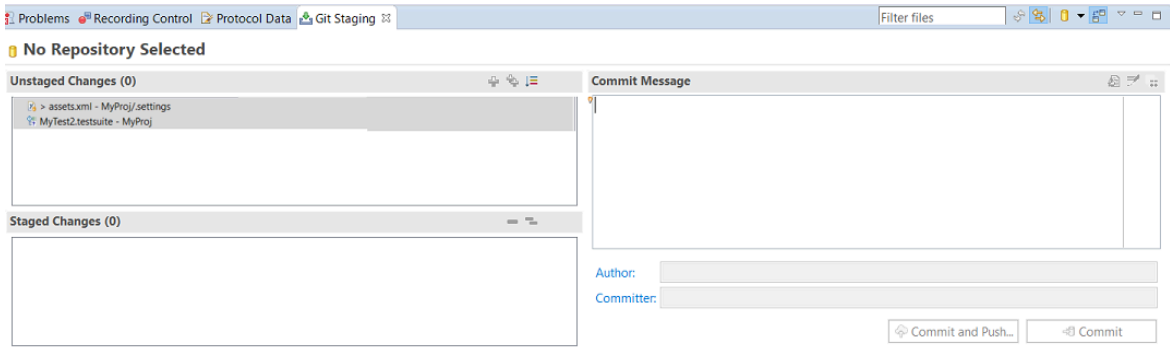 Problems Recording Control Protocol Data Git Staging Filter files
No Repository Selected
Unstaged Changes (0)
> assets.xml - MyProj/.settings
MyTest2.testsuite - MyProj
Staged Changes (0)
Commit Message
Author:
Committer:
Commit and Push... Commit